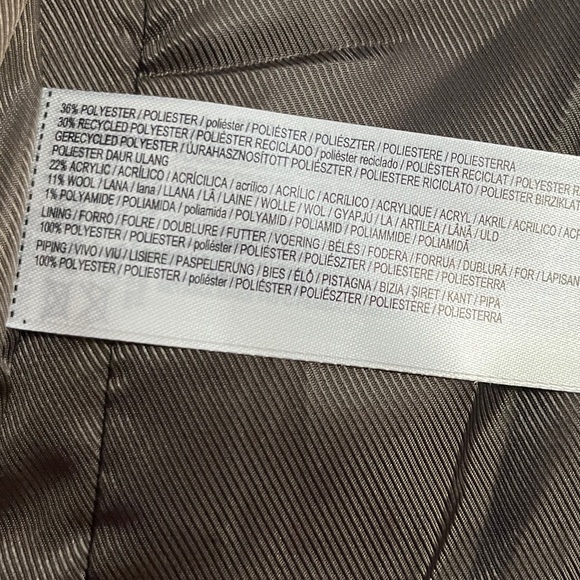 36% POLYESTER / POLIESTER / poliéster / POLIÉSTER / POLIÉSZTER / POLIESTERE / POLIESTERRA
30% RECYCLED POLYESTER / POLIÉSTER RECICLADO / poliéster reciclado / POLIÉSTER RECICLAT / POLYESTER
GERECYCLED POLYESTER / ÚJRAHASZNOSÍTOTT POLIÉSZTER / POLIESTERE RICICLATO / POLIESTER BIRZIKLAT
POLIESTER DAUR ULANG
22% ACRYLIC / ACRÍLICO / ACRÍLICA / acrílico / ACRÍLIC / ACRíLICO / ACRYLIQUE / ACRYL / AKRIL / ACRILICO
11% WOOL / LANA / lana / LLANA / LÃ / LAINE / WOLLE / WOL / GYAPJÚ / LA / ARTILEA / LÂNĂ / ULD
1% POLYAMIDE / POLIAMIDA / poliamida / POLYAMID / POLIAMID / POLIAMMIDE / POLIAMIDĂ
LINING / FORRO / FOLRE / DOUBLURE / FUTTER / VOERING / BÉLÉS / FODERA / FORRUA / DUBLURĂ / FOR / LAPISAN
100% POLYESTER / POLIESTER / poliéster / POLIÉSTER / POLIÉSZTER / POLIESTERE / POLIESTERRA
PIPING / VIVO / VIU / LISIERE / PASPELIERUNG / BIES / ÉLŐ / PISTAGNA / BIZIA / ŞIRET / KANT / PIPA
100% POLYESTER / POLIESTER / poliéster / POLIÉSTER / POLIÉSZTER / POLIESTERE / POLIESTERRA